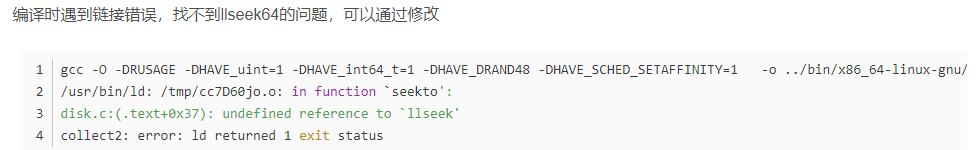 编译时遇到链接错误，找不到llseek64的问题，可以通过修改
1 gcc -O -DRUSAGE -DHAVE_uint=1 -DHAVE_int64_t=1 -DHAVE_DRAND48 -DHAVE_SCHED_SETAFFINITY=1   -o ../bin/x86_64-linux-gnu/
2 /usr/bin/ld: /tmp/cc7D60jo.o: in function `seekto':
3 disk.c:(.text+0x37): undefined reference to `llseek'
4 collect2: error: ld returned 1 exit status